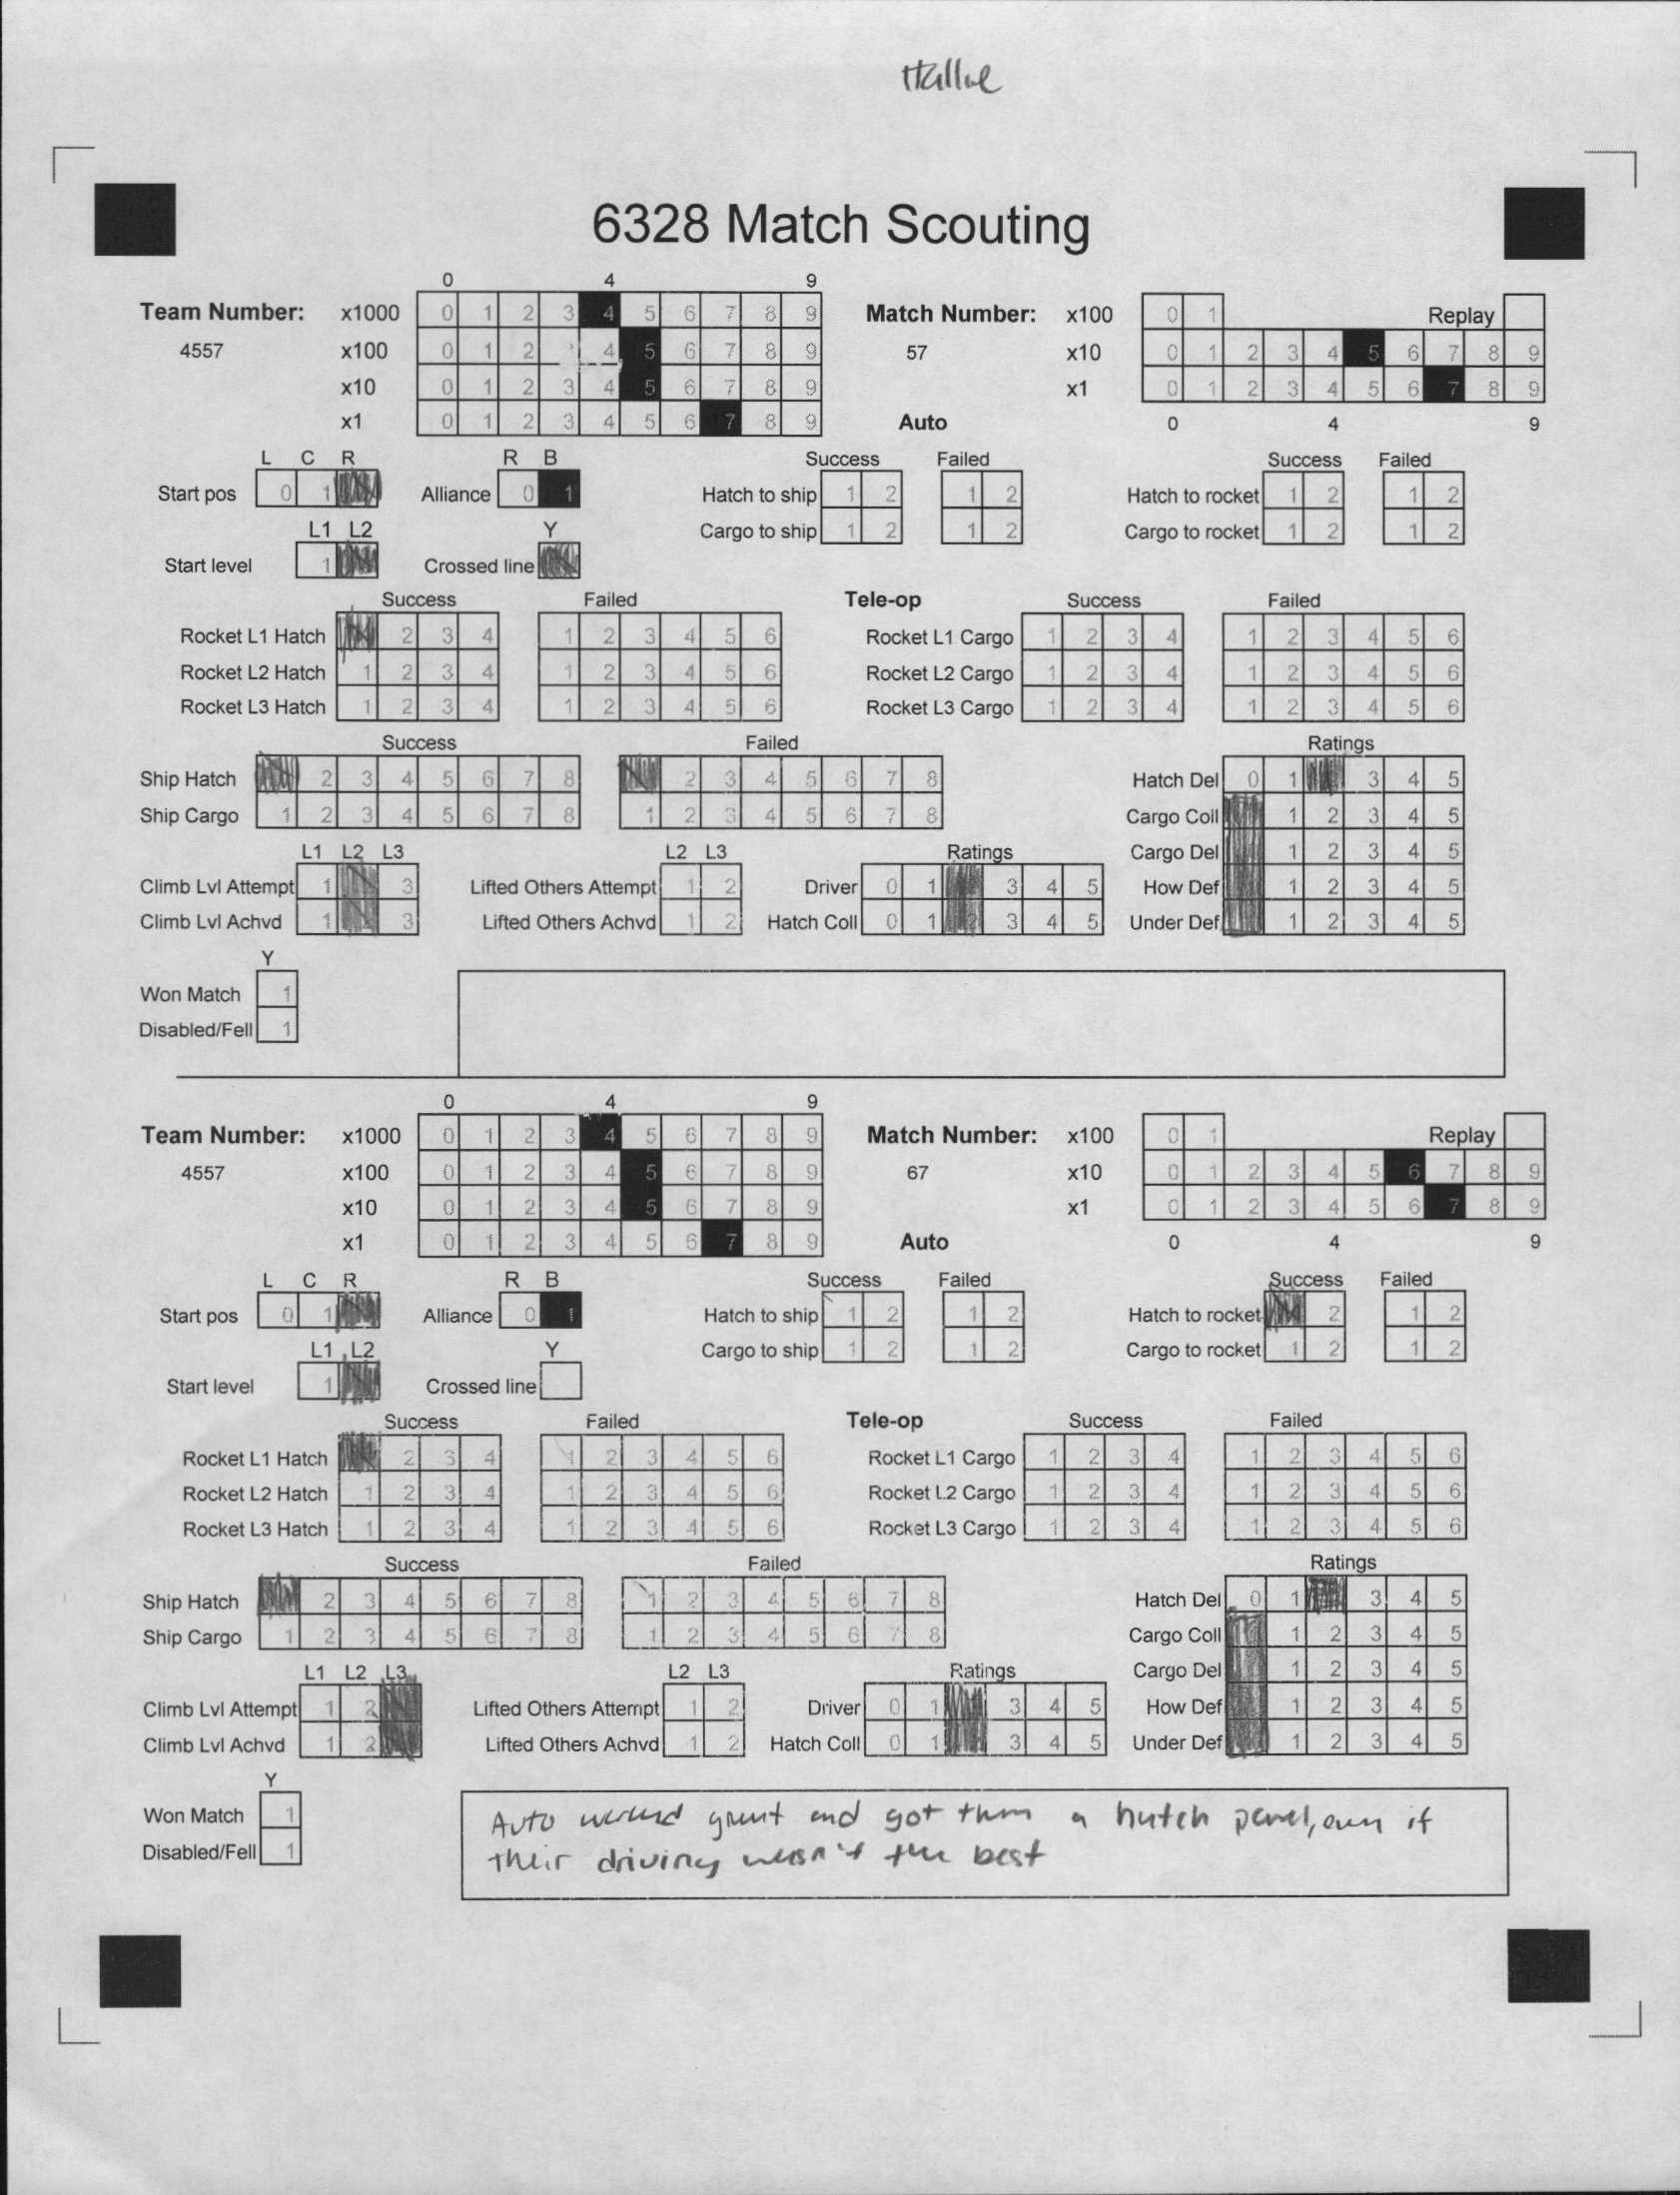 Hallie
6328 Match Scouting
0 4 9
Team Number: x1000 0 1 2 3 4 5 6 7 8 9 Match Number: x100 0 1 Replay
4557 x100 0 1 2 4 5 6 7 8 9 57 x10 0 1 2 3 4 5 6 7 8 9
x10 0 1 2 3 4 5 6 7 8 9 x1 0 1 2 3 4 5 6 7 8 9
x1 0 1 2 3 4 5 6 7 8 9 Auto 0 4 9
L C R R B Success Failed Success Failed
Start pos 0 1 Alliance 0 1 Hatch to ship 1 2 1 2 Hatch to rocket 1 2 1 2
L1 L2 Y Cargo to ship 1 2 1 2 Cargo to rocket 1 2 1 2
Start level 1 Crossed line
Success Failed Tele-op Success Failed
Rocket L1 Hatch 2 3 4 1 2 3 4 5 6 Rocket L1 Cargo 1 2 3 4 1 2 3 4 5 6
Rocket L2 Hatch 1 2 3 4 1 2 3 4 5 6 Rocket L2 Cargo 1 2 3 4 1 2 3 4 5 6
Rocket L3 Hatch 1 2 3 4 1 2 3 4 5 6 Rocket L3 Cargo 1 2 3 4 1 2 3 4 5 6
Success Failed Ratings
Ship Hatch 2 3 4 5 6 7 8 2 3 4 5 6 7 8 Hatch Del 0 1 3 4 5
Ship Cargo 1 2 3 4 5 6 7 8 1 2 3 4 5 6 7 8 Cargo Coll 1 2 3 4 5
L1 L2 L3 L2 L3 Ratings Cargo Del 1 2 3 4 5
Climb Lvl Attempt 1 3 Lifted Others Attempt 1 2 Driver 0 1 3 4 5 How Def 1 2 3 4 5
Climb Lvl Achvd 1 3 Lifted Others Achvd 1 2 Hatch Coll 0 1 2 3 4 5 Under Def 1 2 3 4 5
Y
Won Match 1
Disabled/Fell 1
0 4 9
Team Number: x1000 0 1 2 3 4 5 6 7 8 9 Match Number: x100 0 1 Replay
4557 x100 0 1 2 3 4 5 6 7 8 9 67 x10 0 1 2 3 4 5 6 7 8 9
x10 0 1 2 3 4 5 6 7 8 9 x1 0 1 2 3 4 5 6 7 8 9
x1 0 1 2 3 4 5 6 7 8 9 Auto 0 4 9
L C R R B Success Failed Success Failed
Start pos 0 1 Alliance 0 1 Hatch to ship 1 2 1 2 Hatch to rocket 2 1 2
L1 L2 Y Cargo to ship 1 2 1 2 Cargo to rocket 1 2 1 2
Start level 1 Crossed line
Success Failed Tele-op Success Failed
Rocket L1 Hatch 2 3 4 1 2 3 4 5 6 Rocket L1 Cargo 1 2 3 4 1 2 3 4 5 6
Rocket L2 Hatch 1 2 3 4 1 2 3 4 5 6 Rocket L2 Cargo 1 2 3 4 1 2 3 4 5 6
Rocket L3 Hatch 1 2 3 4 1 2 3 4 5 6 Rocket L3 Cargo 1 2 3 4 1 2 3 4 5 6
Success Failed Ratings
Ship Hatch 2 3 4 5 6 7 8 1 2 3 4 5 6 7 8 Hatch Del 0 1 3 4 5
Ship Cargo 1 2 3 4 5 6 7 8 1 2 3 4 5 6 7 8 Cargo Coll 1 2 3 4 5
L1 L2 L3 L2 L3 Ratings Cargo Del 1 2 3 4 5
Climb Lvl Attempt 1 2 Lifted Others Attempt 1 2 Driver 0 1 3 4 5 How Def 1 2 3 4 5
Climb Lvl Achvd 1 2 Lifted Others Achvd 1 2 Hatch Coll 0 1 3 4 5 Under Def 1 2 3 4 5
Y
Won Match 1
Disabled/Fell 1
Auto worked great and got them a hatch panel, even if
their driving wasn't the best